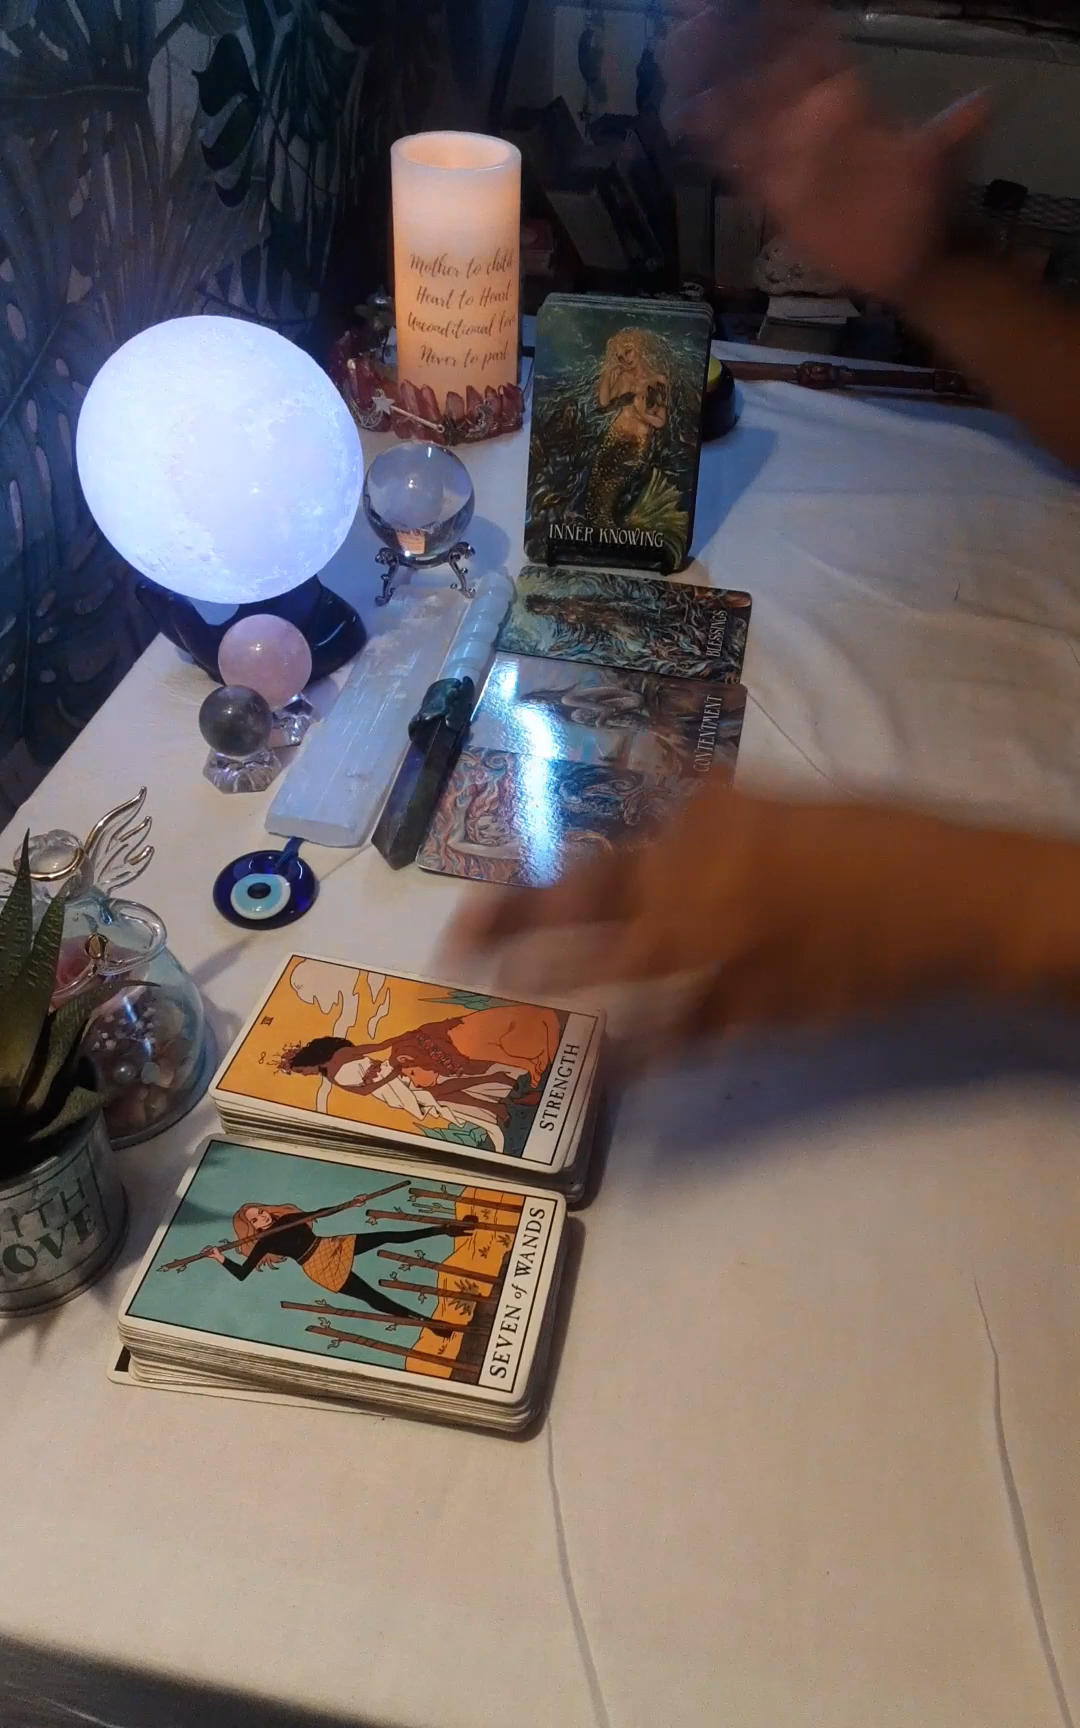 Mother to child
Heart to Heart
Unconditional love
Never to part
INNER KNOWING
BLESSINGS
CONTENTMENT
STRENGTH
SEVEN of WANDS